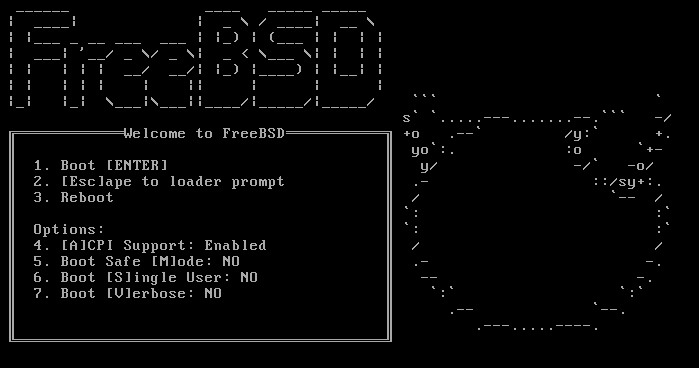 FreeBSD
Welcome to FreeBSD
1. Boot [ENTER]
2. [Esc]ape to loader prompt
3. Reboot
Options:
4. [A]CPI Support: Enabled
5. Boot Safe [M]ode: NO
6. Boot [S]ingle User: NO
7. Boot [V]erbose: NO